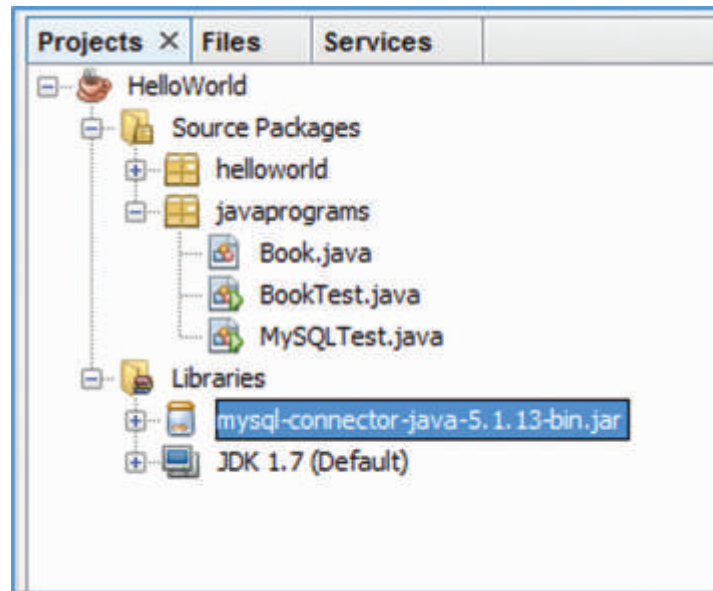 Projects × Files Services
HelloWorld
Source Packages
helloworld
javaprograms
Book.java
BookTest.java
MySQLTest.java
Libraries
mysql-connector-java-5.1.13-bin.jar
JDK 1.7 (Default)